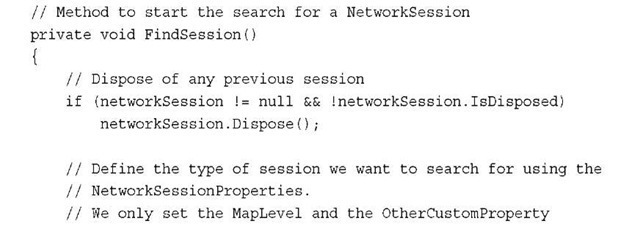 // Method to start the search for a NetworkSession
private void FindSession()
{
    // Dispose of any previous session
    if (networkSession != null && !networkSession.IsDisposed)
        networkSession.Dispose();

    // Define the type of session we want to search for using the
    // NetworkSessionProperties.
    // We only set the MapLevel and the OtherCustomProperty